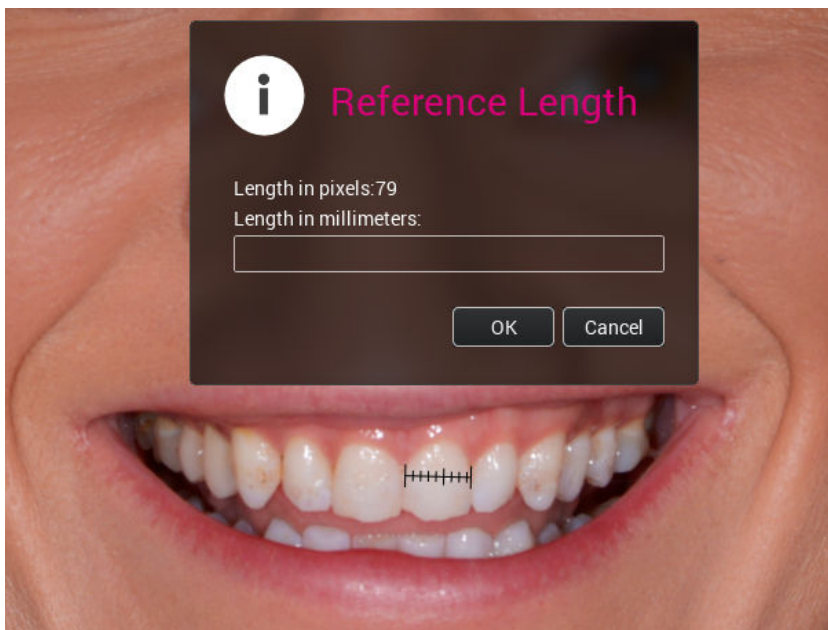 Reference Length
Length in pixels:79
Length in millimeters:
OK
Cancel